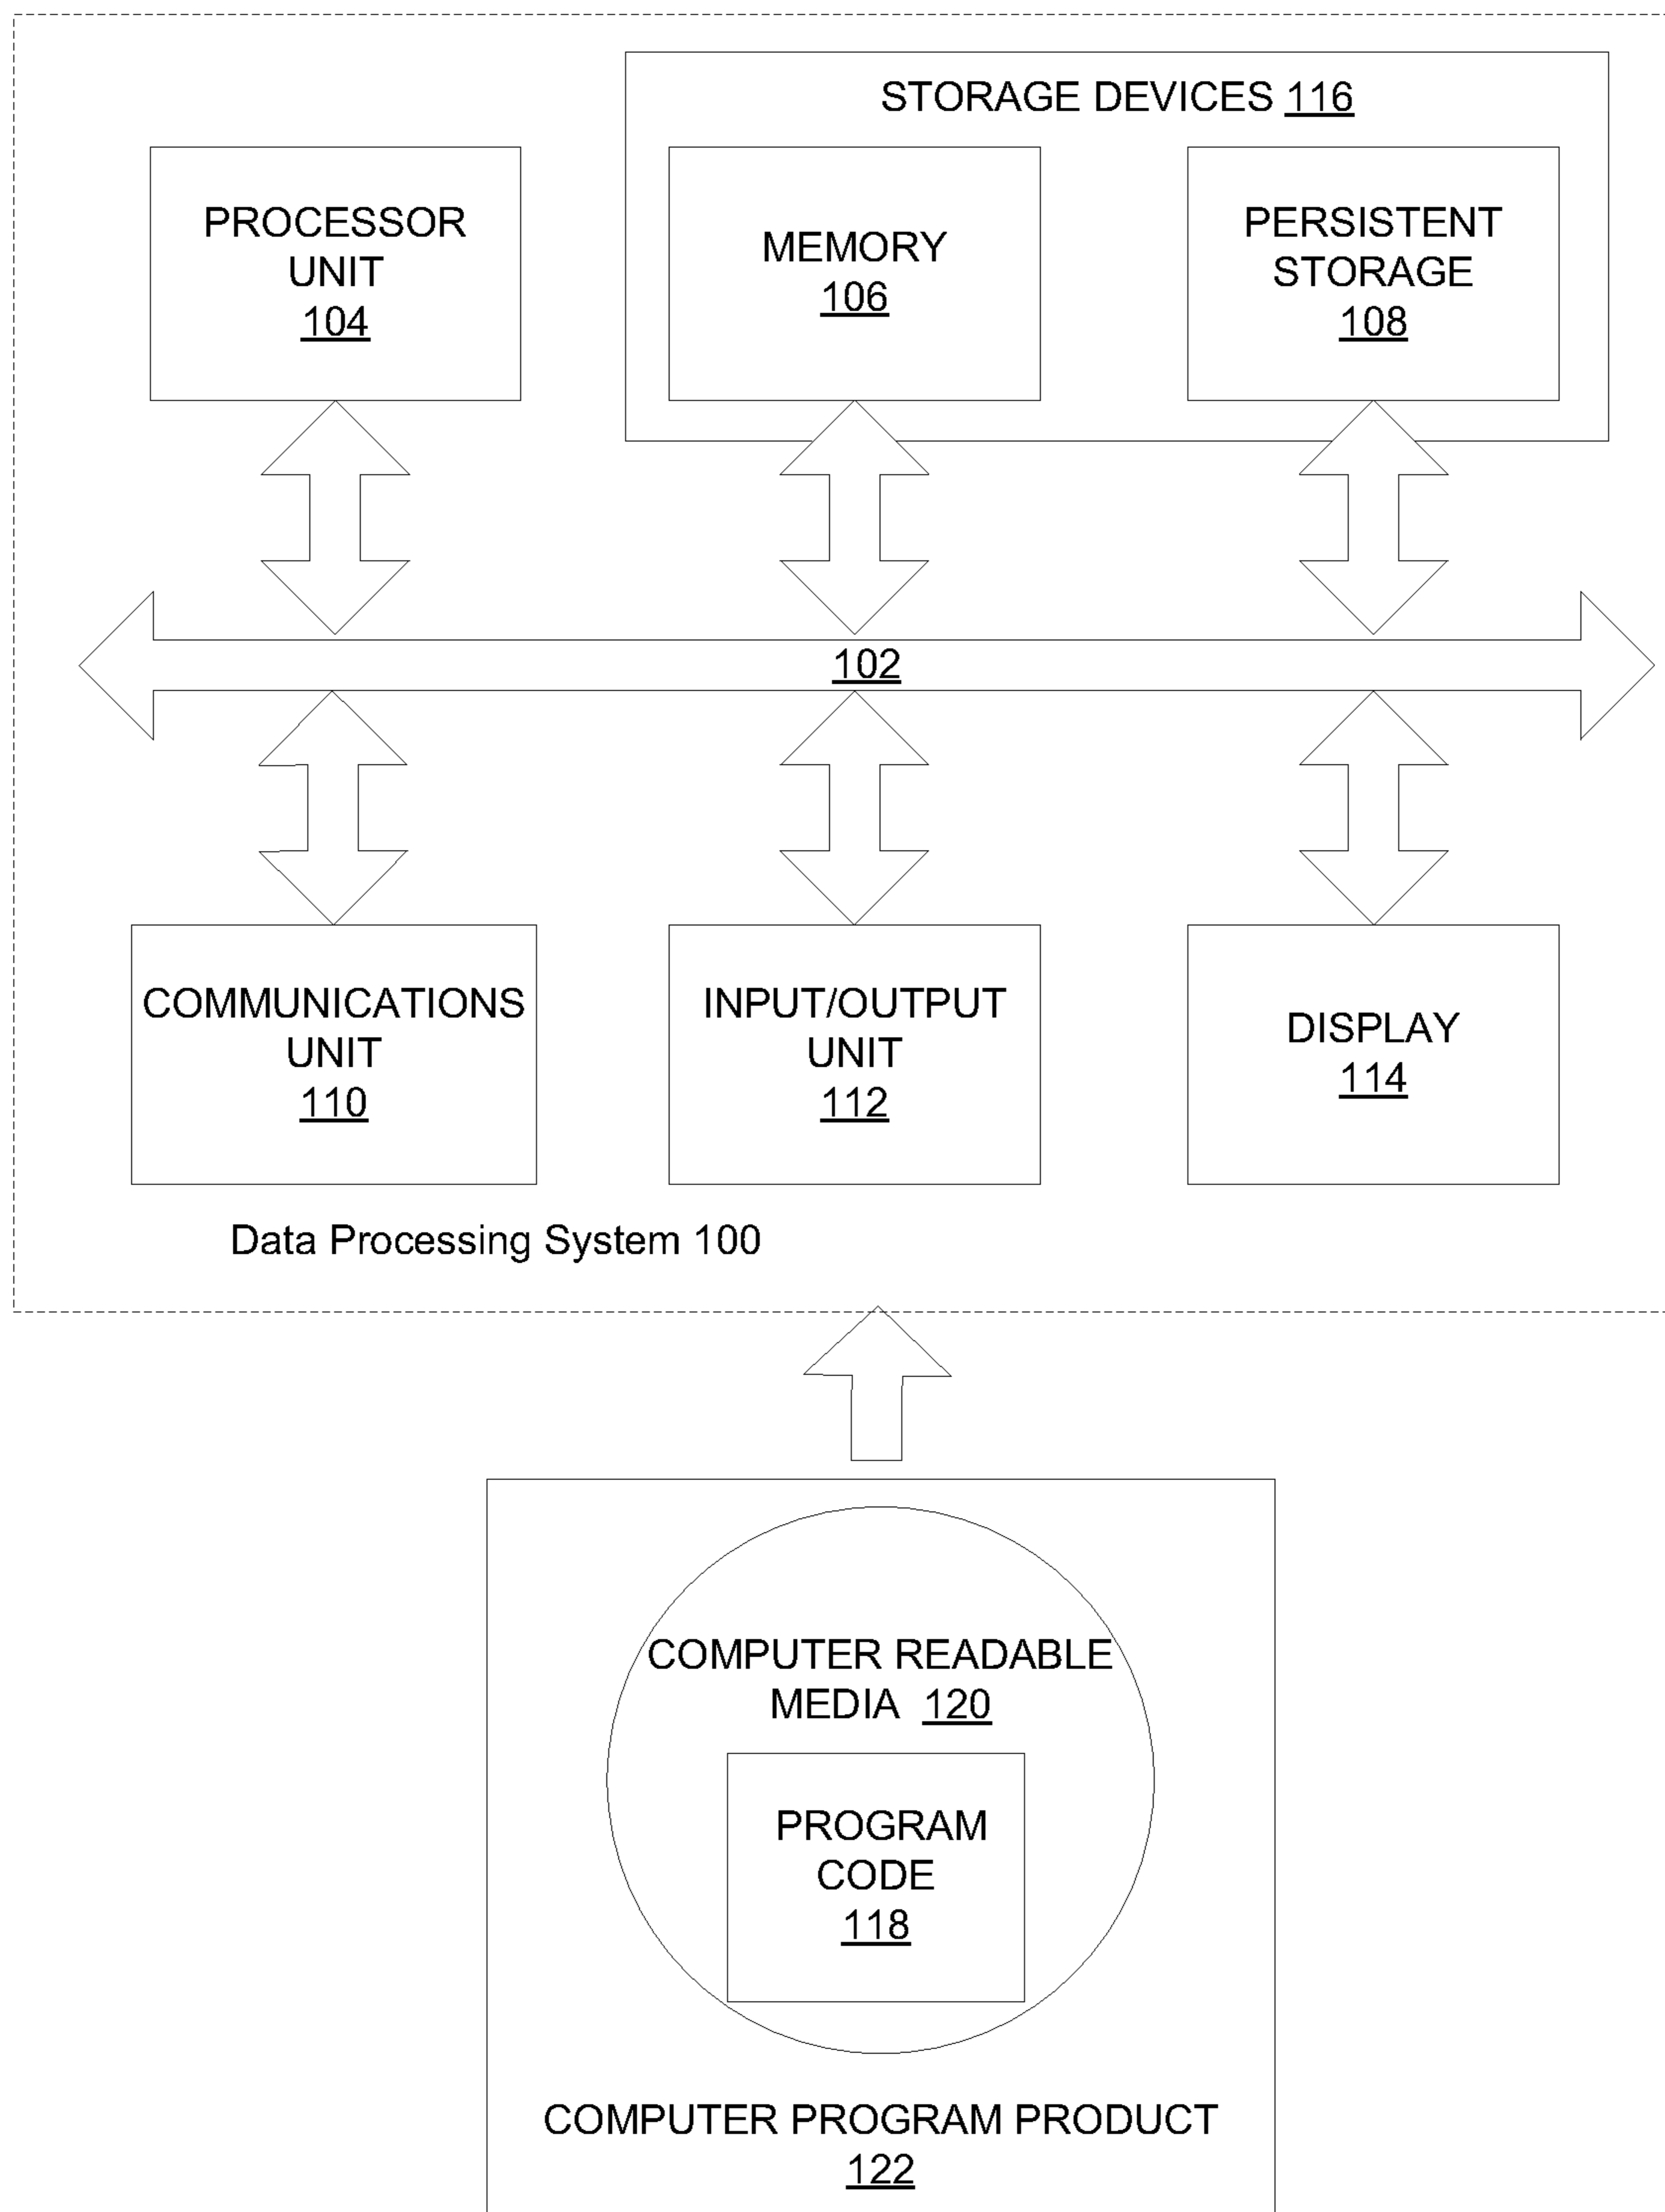 STORAGE DEVICES 116
PROCESSOR
UNIT
104
MEMORY
106
PERSISTENT
STORAGE
108
102
COMMUNICATIONS
UNIT
110
INPUT/OUTPUT
UNIT
112
DISPLAY
114
Data Processing System 100
COMPUTER READABLE
MEDIA 120
PROGRAM
CODE
118
COMPUTER PROGRAM PRODUCT
122